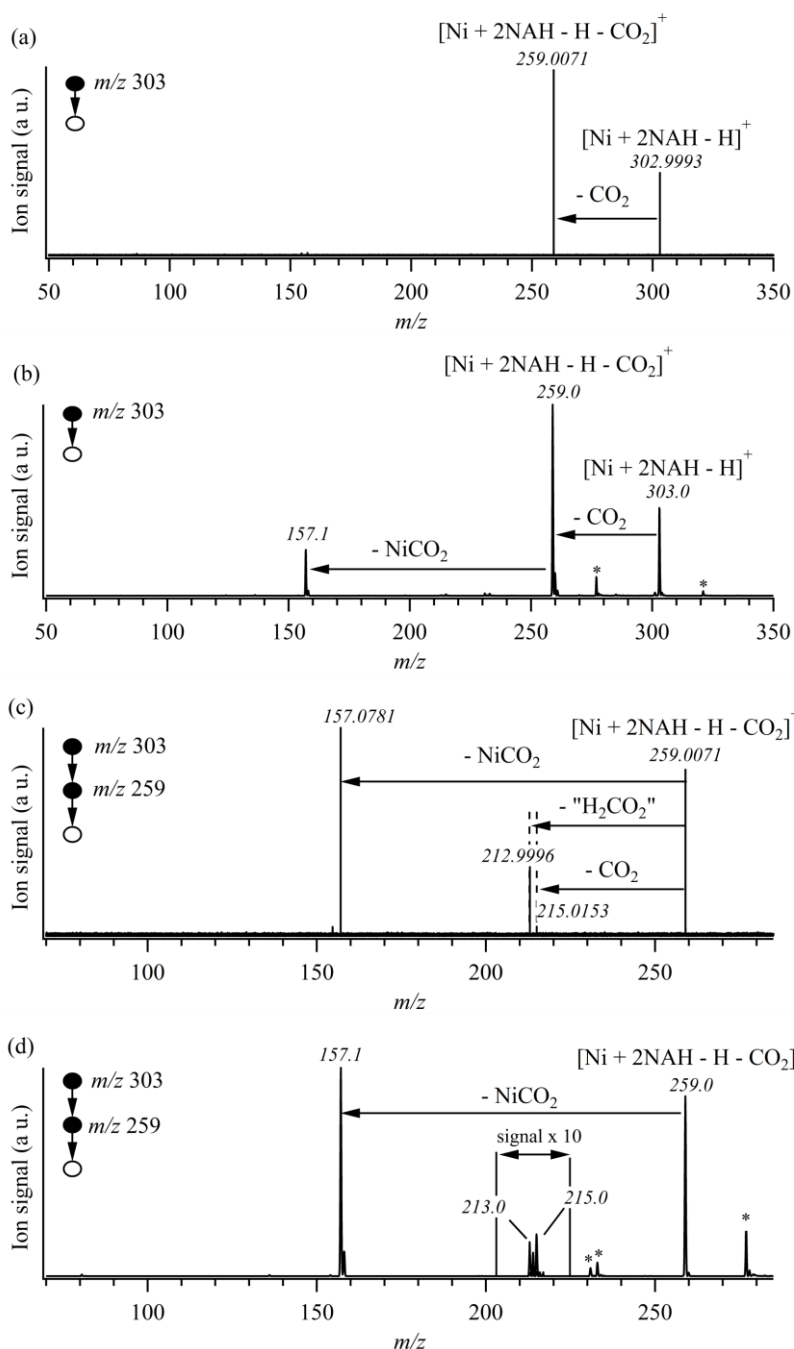 (a)
[Ni + 2NAH - H - CO₂]⁺
259.0071
m/z 303
[Ni + 2NAH - H]⁺
302.9993
- CO₂
Ion signal (a u.)
50 100 150 200 250 300 350
m/z
(b)
[Ni + 2NAH - H - CO₂]⁺
259.0
m/z 303
[Ni + 2NAH - H]⁺
303.0
- CO₂
157.1
- NiCO₂
* *
Ion signal (a u.)
50 100 150 200 250 300 350
m/z
(c)
157.0781
[Ni + 2NAH - H - CO₂]⁺
m/z 303
259.0071
- NiCO₂
m/z 259
- "H₂CO₂"
212.9996
- CO₂
215.0153
Ion signal (a u.)
100 150 200 250
m/z
(d)
157.1
[Ni + 2NAH - H - CO₂]
m/z 303
259.0
- NiCO₂
m/z 259
signal x 10
213.0 215.0
* * *
Ion signal (a u.)
100 150 200 250
m/z